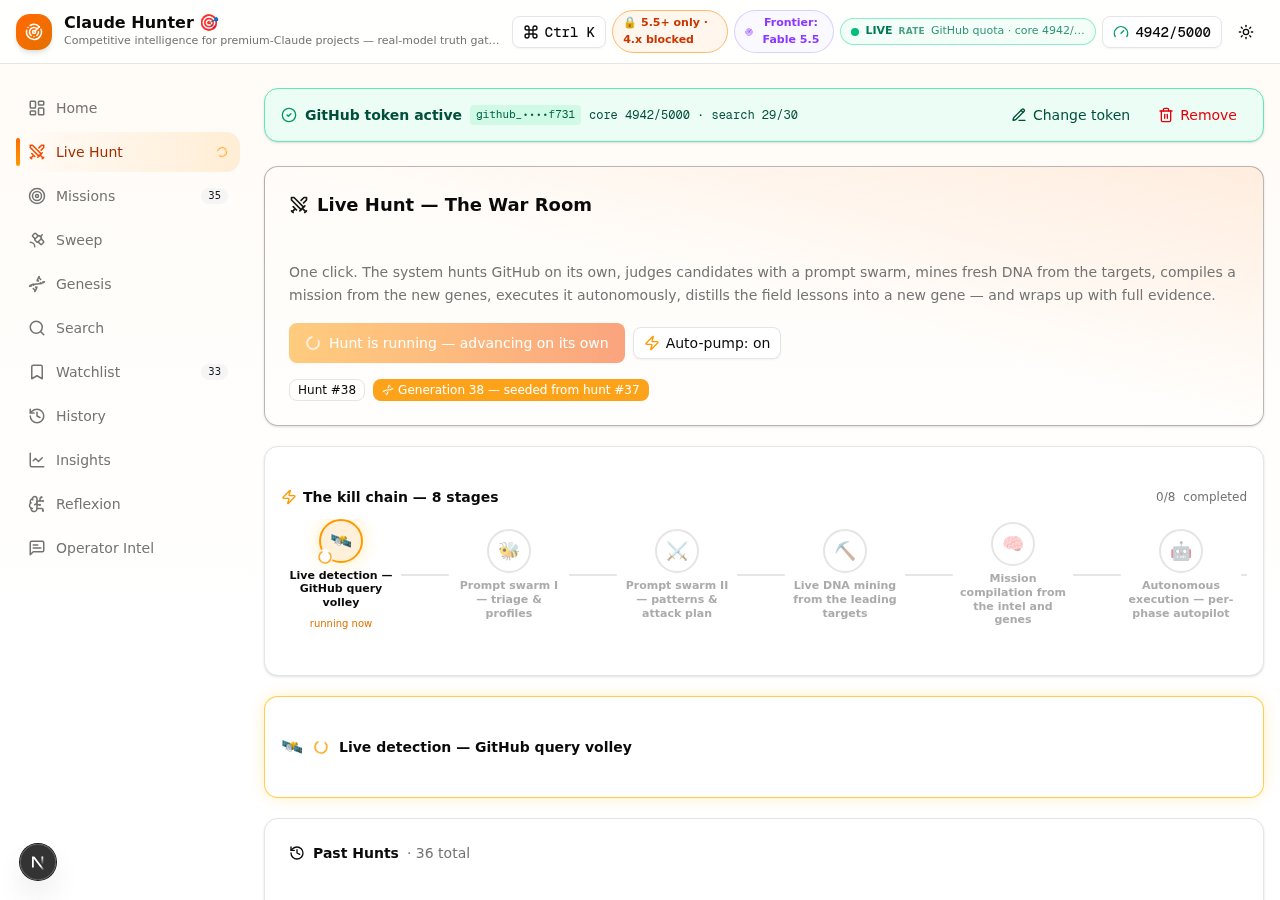 Claude Hunter 🎯
Competitive intelligence for premium-Claude projects — real-model truth gat...
⌘ Ctrl K
🔒 5.5+ only ·
4.x blocked
Frontier:
Fable 5.5
LIVE RATE GitHub quota · core 4942/...
4942/5000
Home
Live Hunt
Missions 35
Sweep
Genesis
Search
Watchlist 33
History
Insights
Reflexion
Operator Intel
GitHub token active github_••••f731 core 4942/5000 · search 29/30
Change token
Remove
Live Hunt — The War Room
One click. The system hunts GitHub on its own, judges candidates with a prompt swarm, mines fresh DNA from the targets, compiles a
mission from the new genes, executes it autonomously, distills the field lessons into a new gene — and wraps up with full evidence.
Hunt is running — advancing on its own
Auto-pump: on
Hunt #38
Generation 38 — seeded from hunt #37
The kill chain — 8 stages
0/8 completed
Live detection —
GitHub query
volley
running now
Prompt swarm I
— triage &
profiles
Prompt swarm II
— patterns &
attack plan
Live DNA mining
from the leading
targets
Mission
compilation from
the intel and
genes
Autonomous
execution — per-
phase autopilot
Live detection — GitHub query volley
Past Hunts · 36 total
N